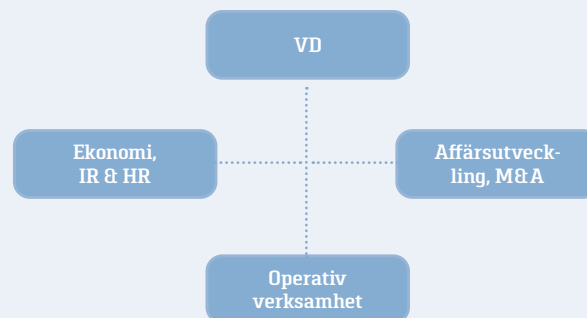 VD
Ekonomi,
IR & HR
Affärsutveck-
ling, M&A
Operativ
verksamhet